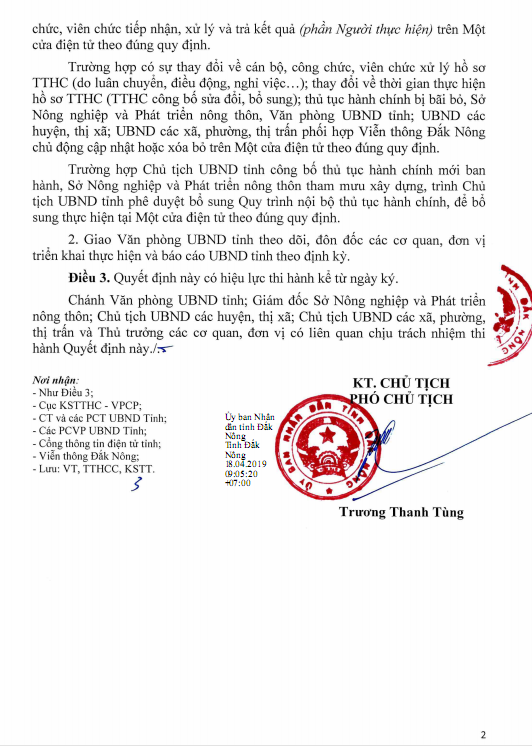 chức, viên chức tiếp nhận, xử lý và trả kết quả (phần Người thực hiện) trên Một
cửa điện tử theo đúng quy định.
Trường hợp có sự thay đổi về cán bộ, công chức, viên chức xử lý hồ sơ
TTHC (do luân chuyển, điều động, nghỉ việc…); thay đổi về thời gian thực hiện
hồ sơ TTHC (TTHC công bố sửa đổi, bổ sung); thủ tục hành chính bị bãi bỏ, Sở
Nông nghiệp và Phát triển nông thôn, Văn phòng UBND tỉnh; UBND các
huyện, thị xã; UBND các xã, phường, thị trấn phối hợp Viễn thông Đắk Nông
chủ động cập nhật hoặc xóa bỏ trên Một cửa điện tử theo đúng quy định.
Trường hợp Chủ tịch UBND tỉnh công bố thủ tục hành chính mới ban
hành, Sở Nông nghiệp và Phát triển nông thôn tham mưu xây dựng, trình Chủ
tịch UBND tỉnh phê duyệt bổ sung Quy trình nội bộ thủ tục hành chính, để bổ
sung thực hiện tại Một cửa điện tử theo đúng quy định.
2. Giao Văn phòng UBND tỉnh theo dõi, đôn đốc các cơ quan, đơn vị
triển khai thực hiện và báo cáo UBND tỉnh theo định kỳ.
Điều 3. Quyết định này có hiệu lực thi hành kể từ ngày ký.
Chánh Văn phòng UBND tỉnh; Giám đốc Sở Nông nghiệp và Phát triển
nông thôn; Chủ tịch UBND các huyện, thị xã; Chủ tịch UBND các xã, phường,
thị trấn và Thủ trưởng các cơ quan, đơn vị có liên quan chịu trách nhiệm thi
hành Quyết định này./.
Nơi nhận:
- Như Điều 3;
- Cục KSTTHC - VPCP;
- CT và các PCT UBND Tỉnh;
- Các PCVP UBND Tỉnh;
- Cổng thông tin điện tử tỉnh;
- Viễn thông Đắk Nông;
- Lưu: VT, TTHCC, KSTT.
3
Ủy ban Nhân
dân tỉnh Đắk
Nông
Tỉnh Đắk
Nông
18.04.2019
09:05:20
+07:00
KT. CHỦ TỊCH
PHÓ CHỦ TỊCH
ỦY BAN NHÂN DÂN TỈNH ĐẮK NÔNG
TỈNH ĐẮK NÔNG
Trương Thanh Tùng
2